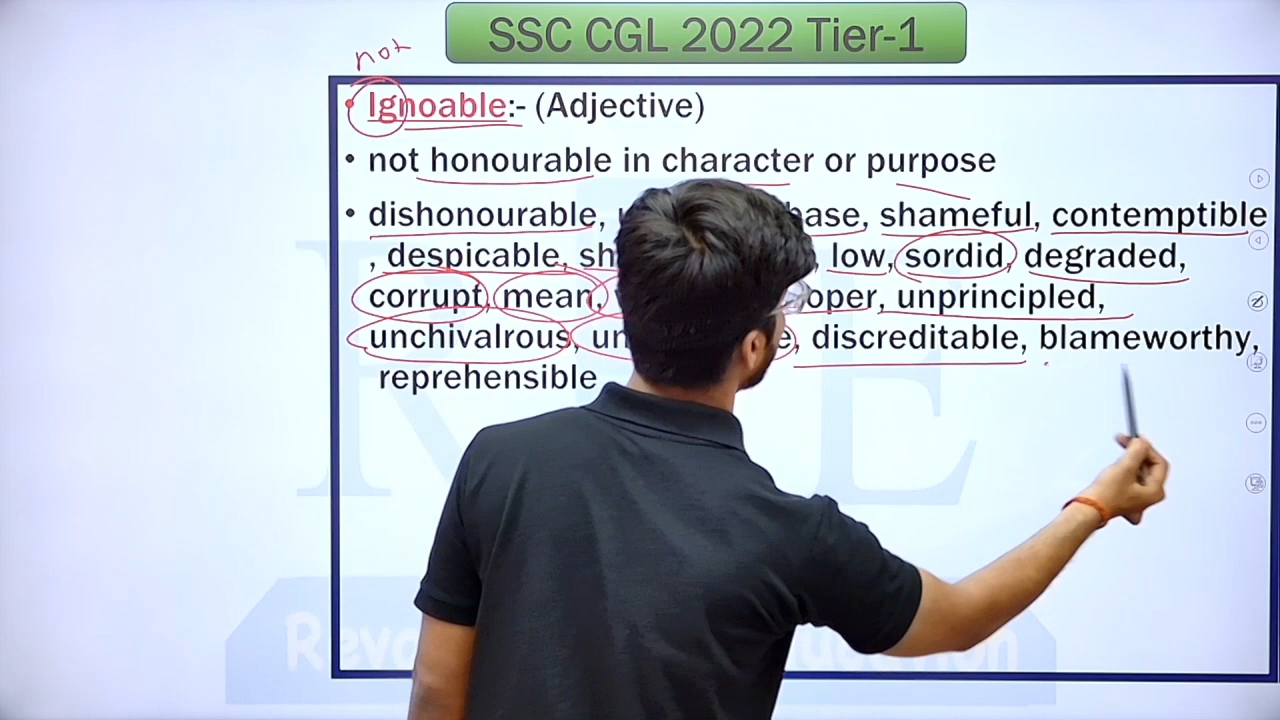 SSC CGL 2022 Tier-1
not
• Ignoable:- (Adjective)
• not honourable in character or purpose
• dishonourable, base, shameful, contemptible
, despicable, low, sordid, degraded,
corrupt, mean, unprincipled,
unchivalrous, discreditable, blameworthy,
reprehensible